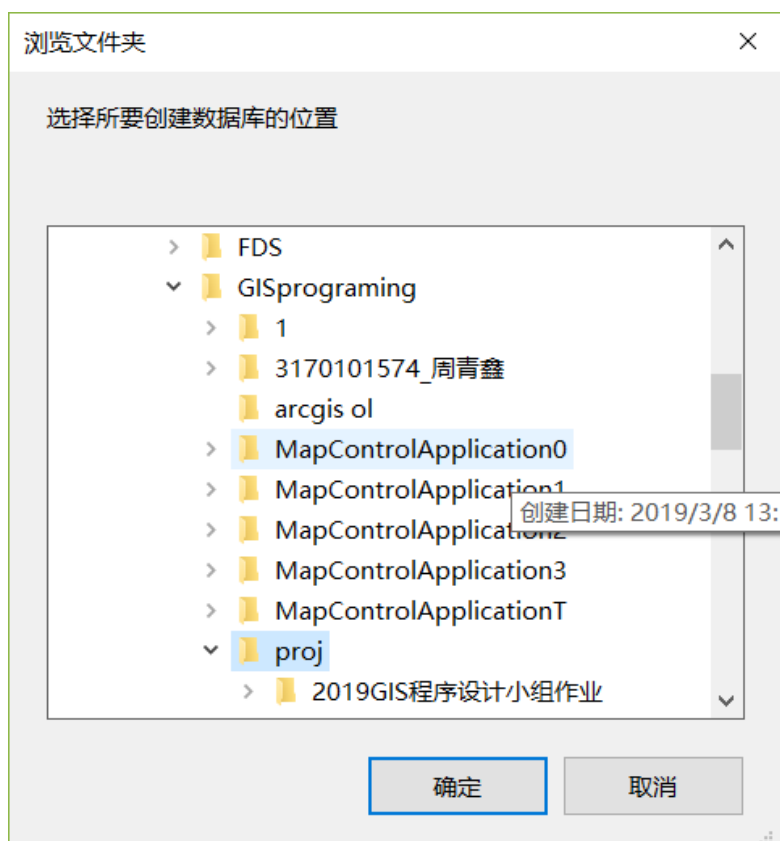 浏览文件夹
选择所要创建数据库的位置
FDS
GISprograming
1
3170101574_周青鑫
arcgis ol
MapControlApplication0
MapControlApplication1
创建日期: 2019/3/8 13:
MapControlApplication2
MapControlApplication3
MapControlApplicationT
proj
2019GIS程序设计小组作业
确定
取消